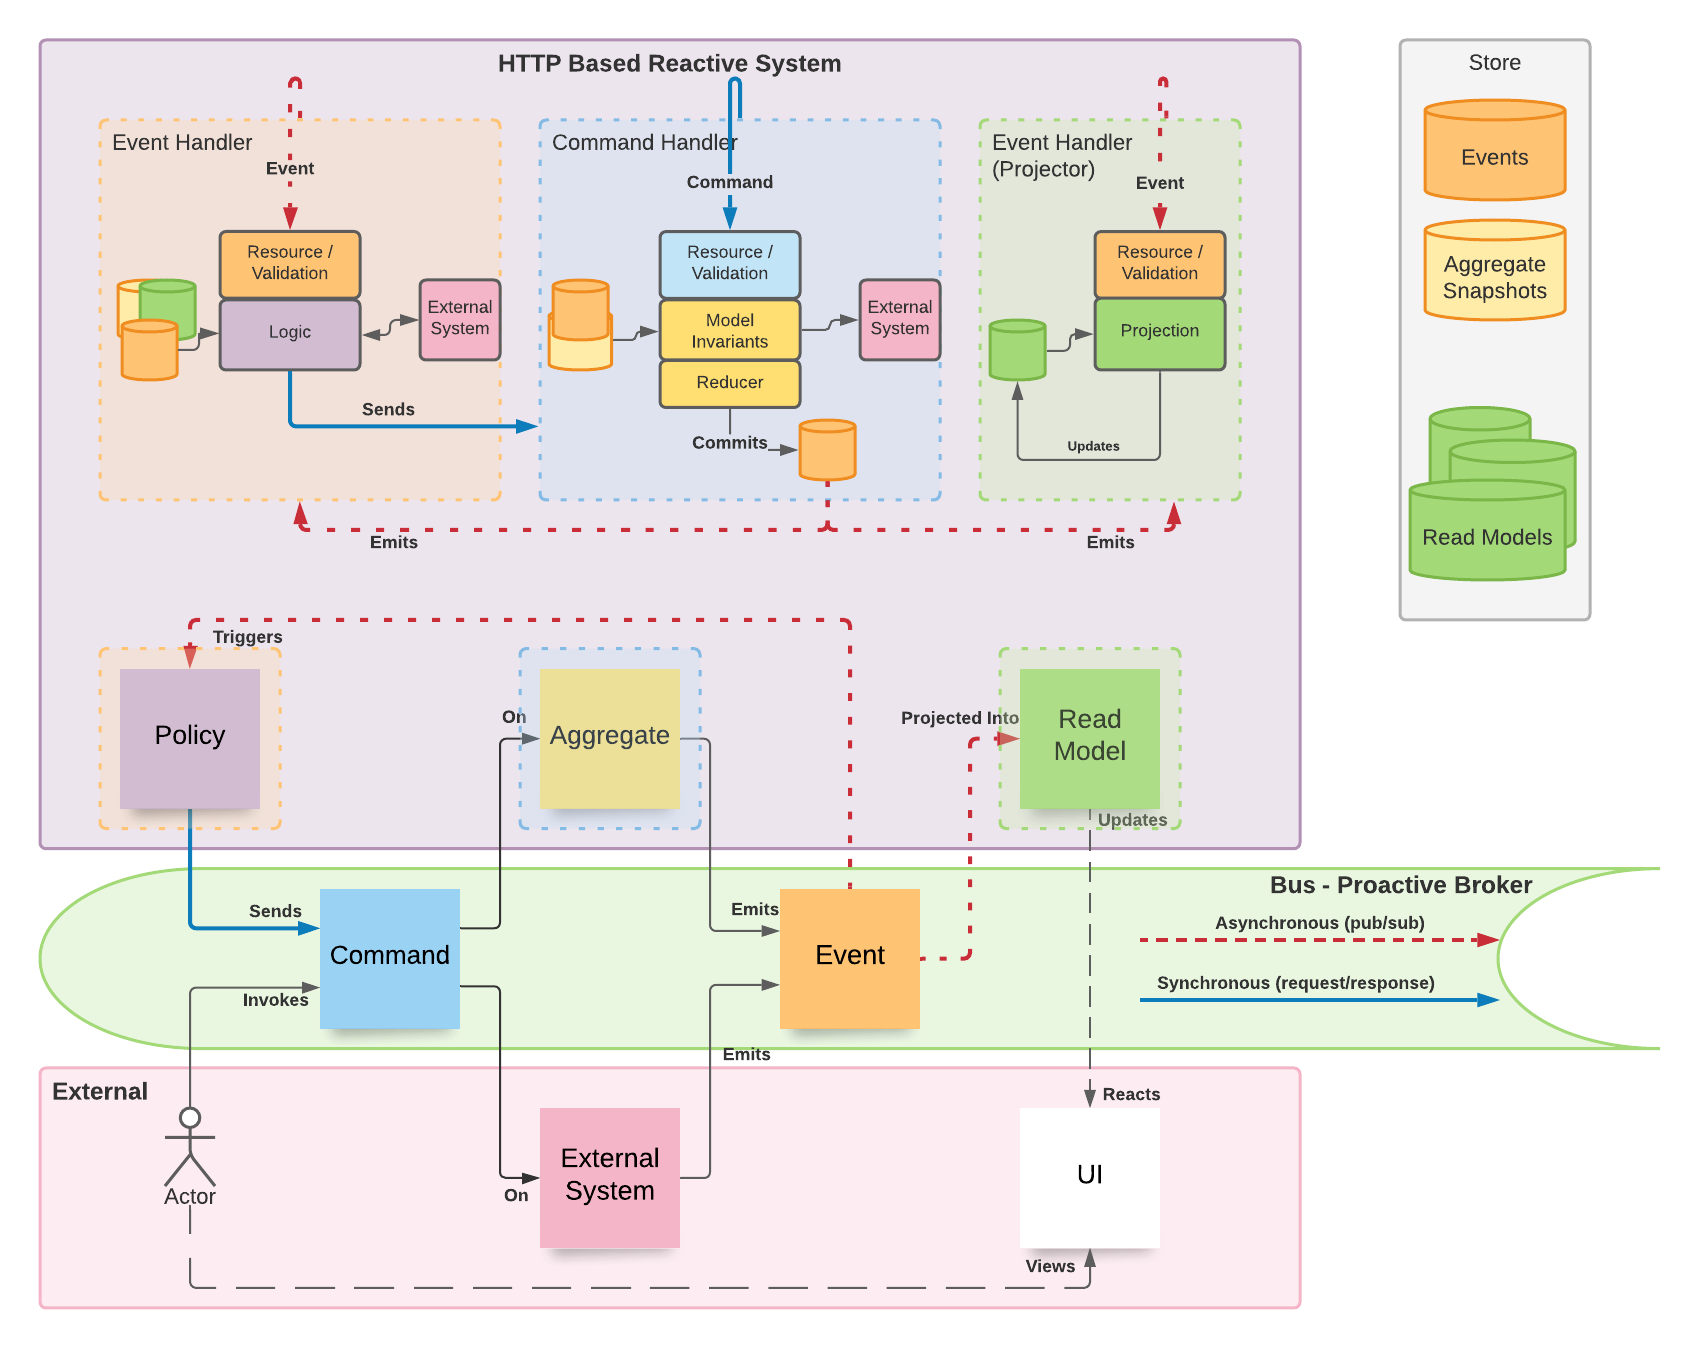 HTTP Based Reactive System
Event Handler
Event
Resource /
Validation
Logic
External
System
Sends
Command Handler
Command
Resource /
Validation
Model
Invariants
Reducer
External
System
Commits
Event Handler
(Projector)
Event
Resource /
Validation
Projection
Updates
Emits
Emits
Store
Events
Aggregate
Snapshots
Read Models
Triggers
Policy
On
Aggregate
Projected Into
Read
Model
Updates
Bus - Proactive Broker
Sends
Command
Invokes
Emits
Event
Emits
Asynchronous (pub/sub)
Synchronous (request/response)
External
Actor
On
External
System
Reacts
UI
Views